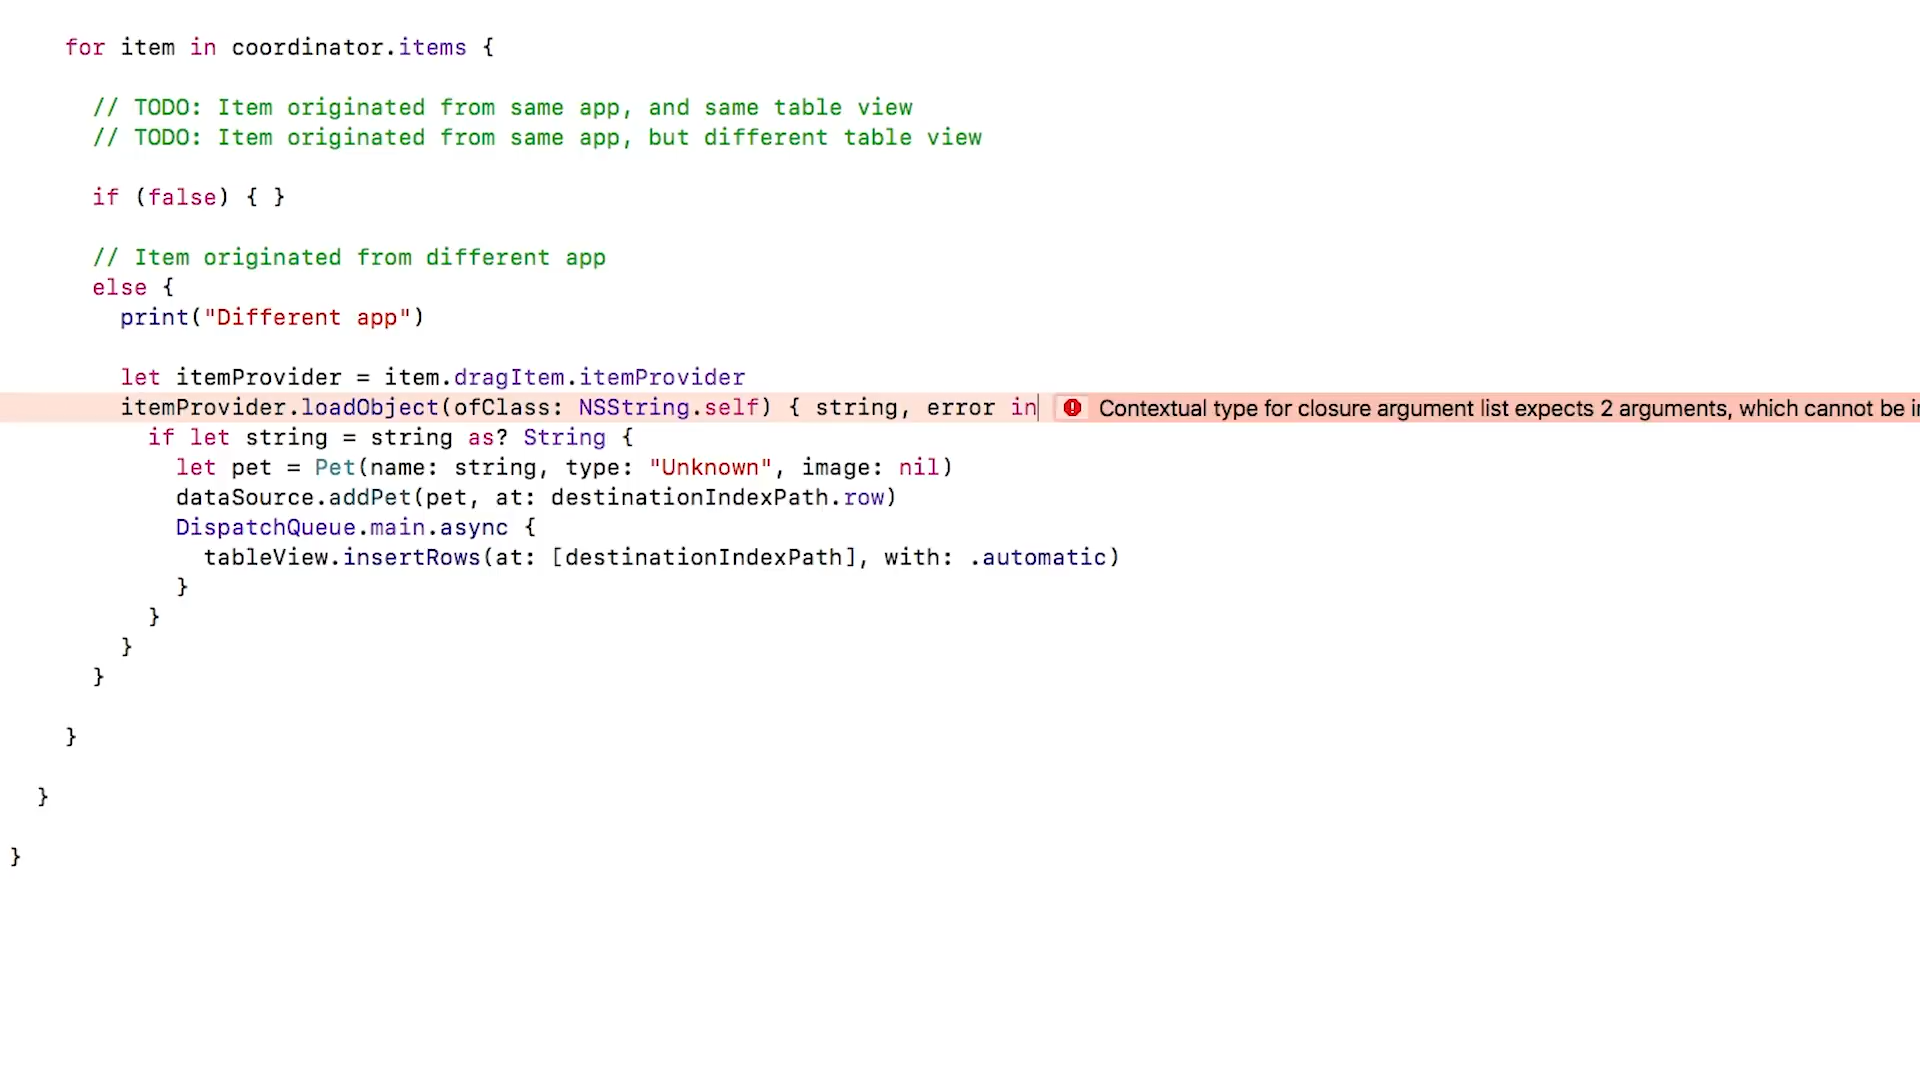 for item in coordinator.items {
// TODO: Item originated from same app, and same table view
// TODO: Item originated from same app, but different table view
if (false) { }
// Item originated from different app
else {
print("Different app")
let itemProvider = item.dragItem.itemProvider
itemProvider.loadObject(ofClass: NSString.self) { string, error in Contextual type for closure argument list expects 2 arguments, which cannot be
if let string = string as? String {
let pet = Pet(name: string, type: "Unknown", image: nil)
dataSource.addPet(pet, at: destinationIndexPath.row)
DispatchQueue.main.async {
tableView.insertRows(at: [destinationIndexPath], with: .automatic)
}
}
}
}
}
}
}